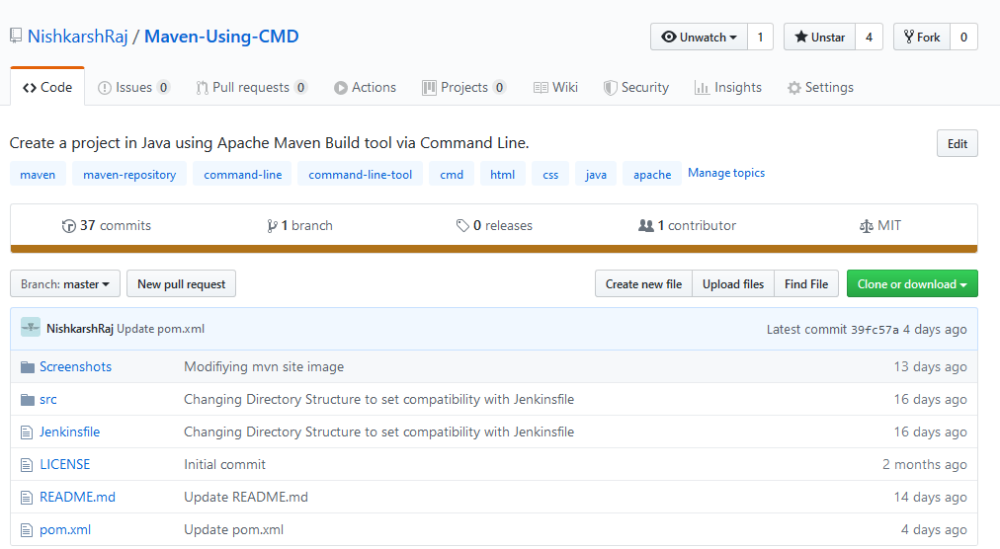 NishkarshRaj / Maven-Using-CMD
Unwatch 1 Unstar 4 Fork 0
Code Issues 0 Pull requests 0 Actions Projects 0 Wiki Security Insights Settings
Create a project in Java using Apache Maven Build tool via Command Line. Edit
maven maven-repository command-line command-line-tool cmd html css java apache Manage topics
37 commits 1 branch 0 releases 1 contributor MIT
Branch: master New pull request Create new file Upload files Find File Clone or download
NishkarshRaj Update pom.xml Latest commit 39fc57a 4 days ago
Screenshots Modifiying mvn site image 13 days ago
src Changing Directory Structure to set compatibility with Jenkinsfile 16 days ago
Jenkinsfile Changing Directory Structure to set compatibility with Jenkinsfile 16 days ago
LICENSE Initial commit 2 months ago
README.md Update README.md 14 days ago
pom.xml Update pom.xml 4 days ago